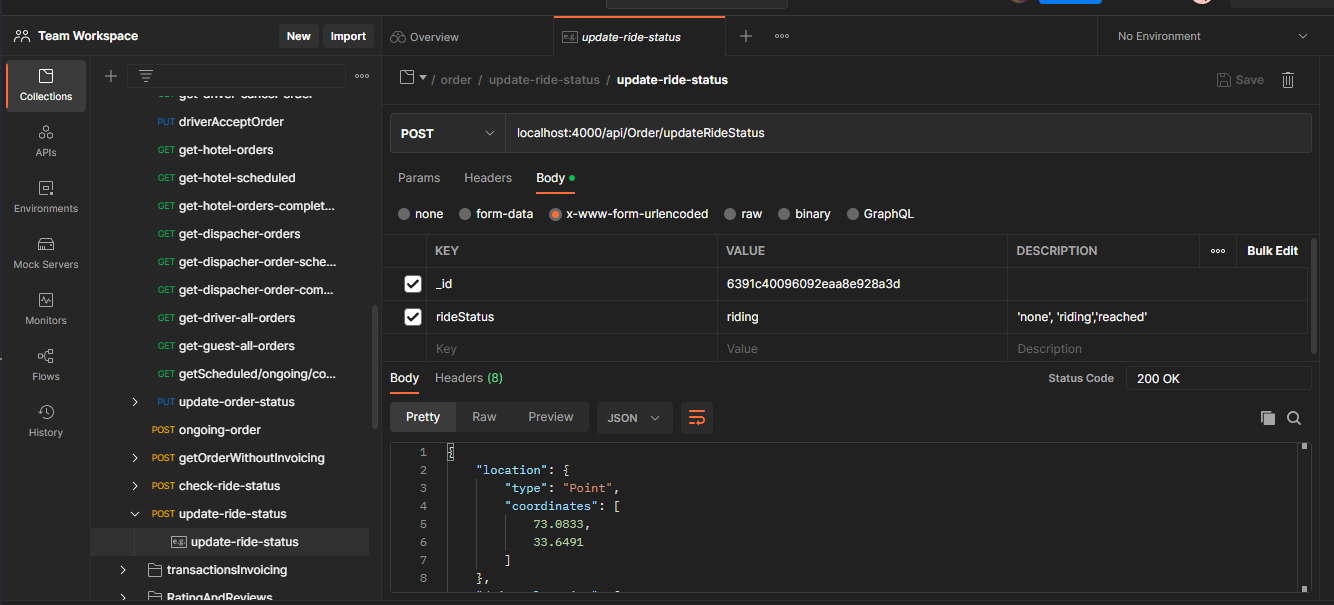 Team Workspace
New
Import
Overview
e.g. update-ride-status
No Environment
Collections
APIs
Environments
Mock Servers
Monitors
Flows
History
GET get-driver-cancel-order
PUT driverAcceptOrder
GET get-hotel-orders
GET get-hotel-scheduled
GET get-hotel-orders-complet...
GET get-dispacher-orders
GET get-dispacher-order-sche...
GET get-dispacher-order-com...
GET get-driver-all-orders
GET get-guest-all-orders
GET getScheduled/ongoing/co...
PUT update-order-status
POST ongoing-order
POST getOrderWithoutInvoicing
POST check-ride-status
POST update-ride-status
e.g. update-ride-status
transactionsInvoicing
RatingAndReviews
/ order / update-ride-status / update-ride-status
Save
POST
localhost:4000/api/Order/updateRideStatus
Params Headers Body
none form-data x-www-form-urlencoded raw binary GraphQL
KEY VALUE DESCRIPTION Bulk Edit
_id 6391c40096092eaa8e928a3d
rideStatus riding 'none', 'riding','reached'
Key Value Description
Body Headers (8) Status Code 200 OK
Pretty Raw Preview JSON
1 {
2 "location": {
3 "type": "Point",
4 "coordinates": [
5 73.0833,
6 33.6491
7 ]
8 },